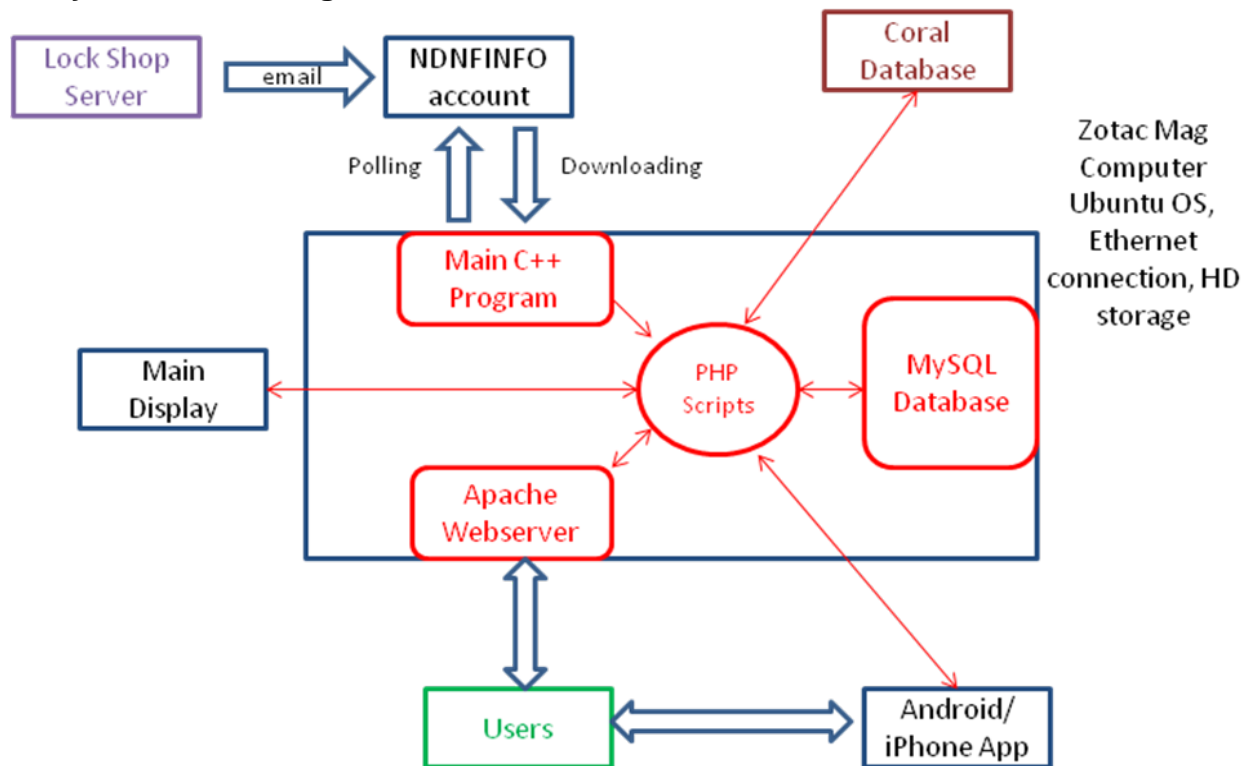 Lock Shop
Server
email
NDNFINFO
account
Coral
Database
Polling
Downloading
Zotac Mag
Computer
Ubuntu OS,
Ethernet
connection, HD
storage
Main C++
Program
Main
Display
PHP
Scripts
MySQL
Database
Apache
Webserver
Users
Android/
iPhone App